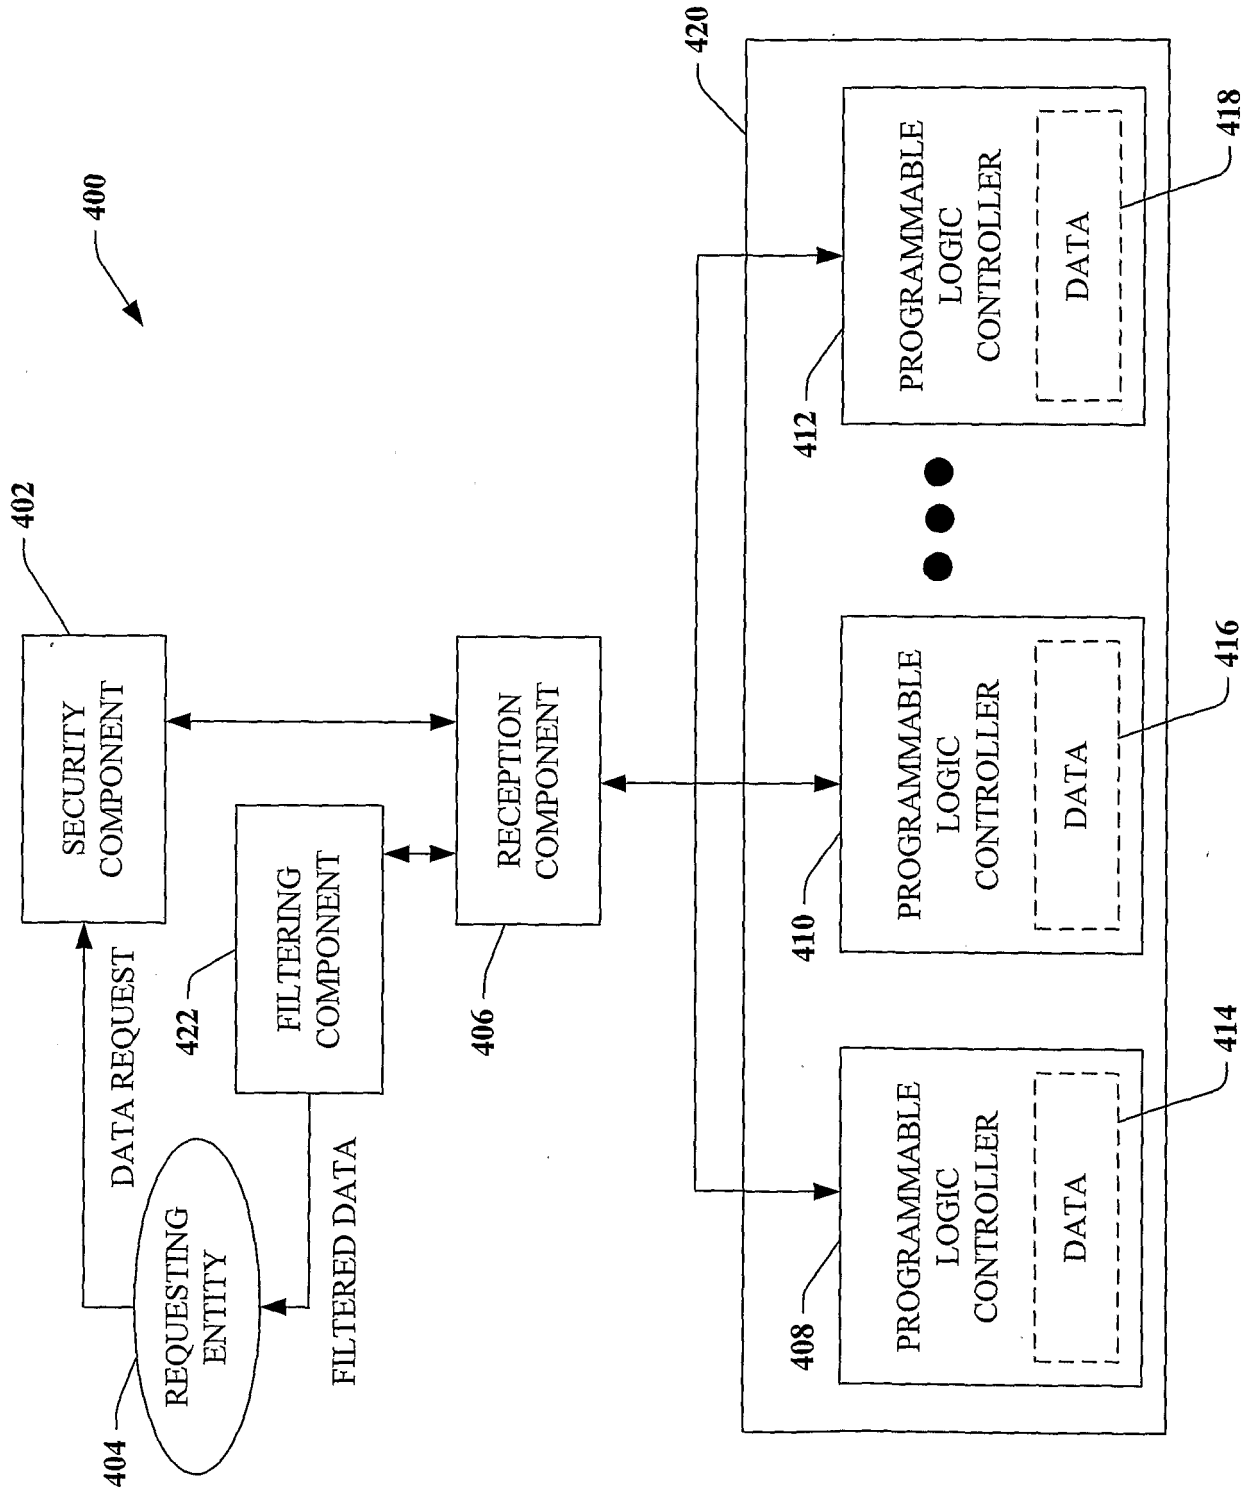 400
402
SECURITY
COMPONENT
DATA REQUEST
404
REQUESTING
ENTITY
FILTERED DATA
422
FILTERING
COMPONENT
406
RECEPTION
COMPONENT
420
408
PROGRAMMABLE
LOGIC
CONTROLLER
DATA
414
410
PROGRAMMABLE
LOGIC
CONTROLLER
DATA
416
412
PROGRAMMABLE
LOGIC
CONTROLLER
DATA
418